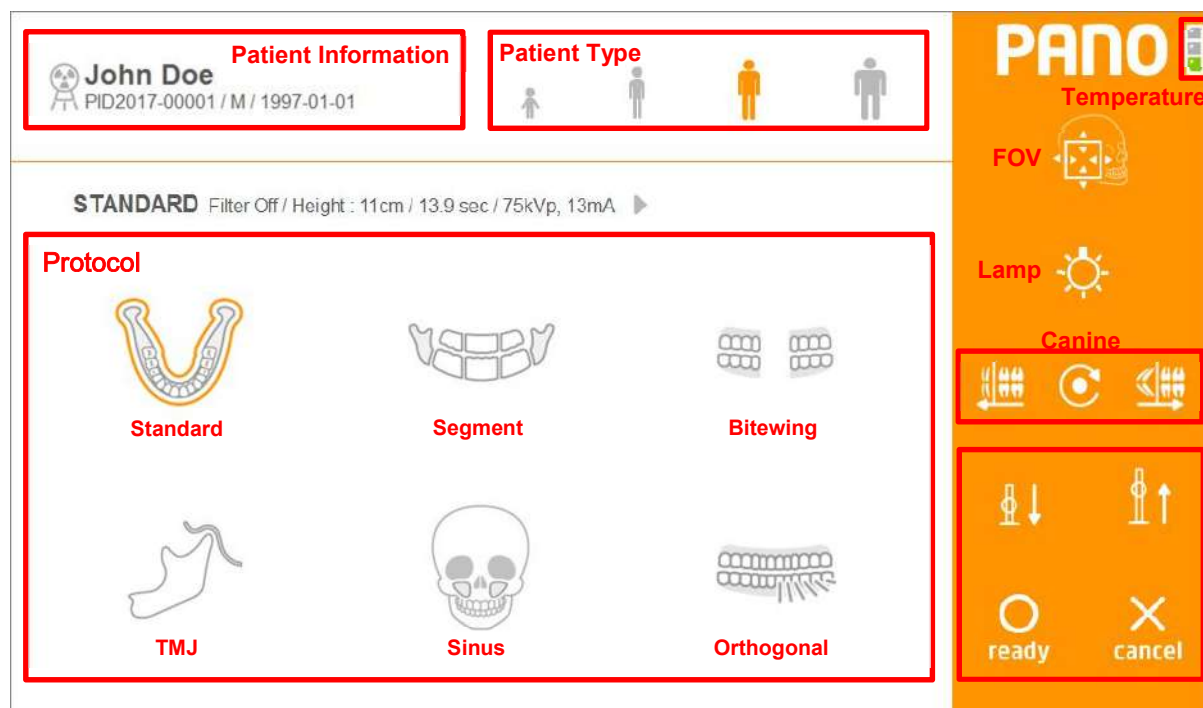 Patient Information
John Doe
PID2017-00001 / M / 1997-01-01
Patient Type
PANO
Temperature
FOV
STANDARD Filter Off / Height : 11cm / 13.9 sec / 75kVp, 13mA
Protocol
Lamp
Canine
Standard
Segment
Bitewing
TMJ
Sinus
Orthogonal
ready
cancel